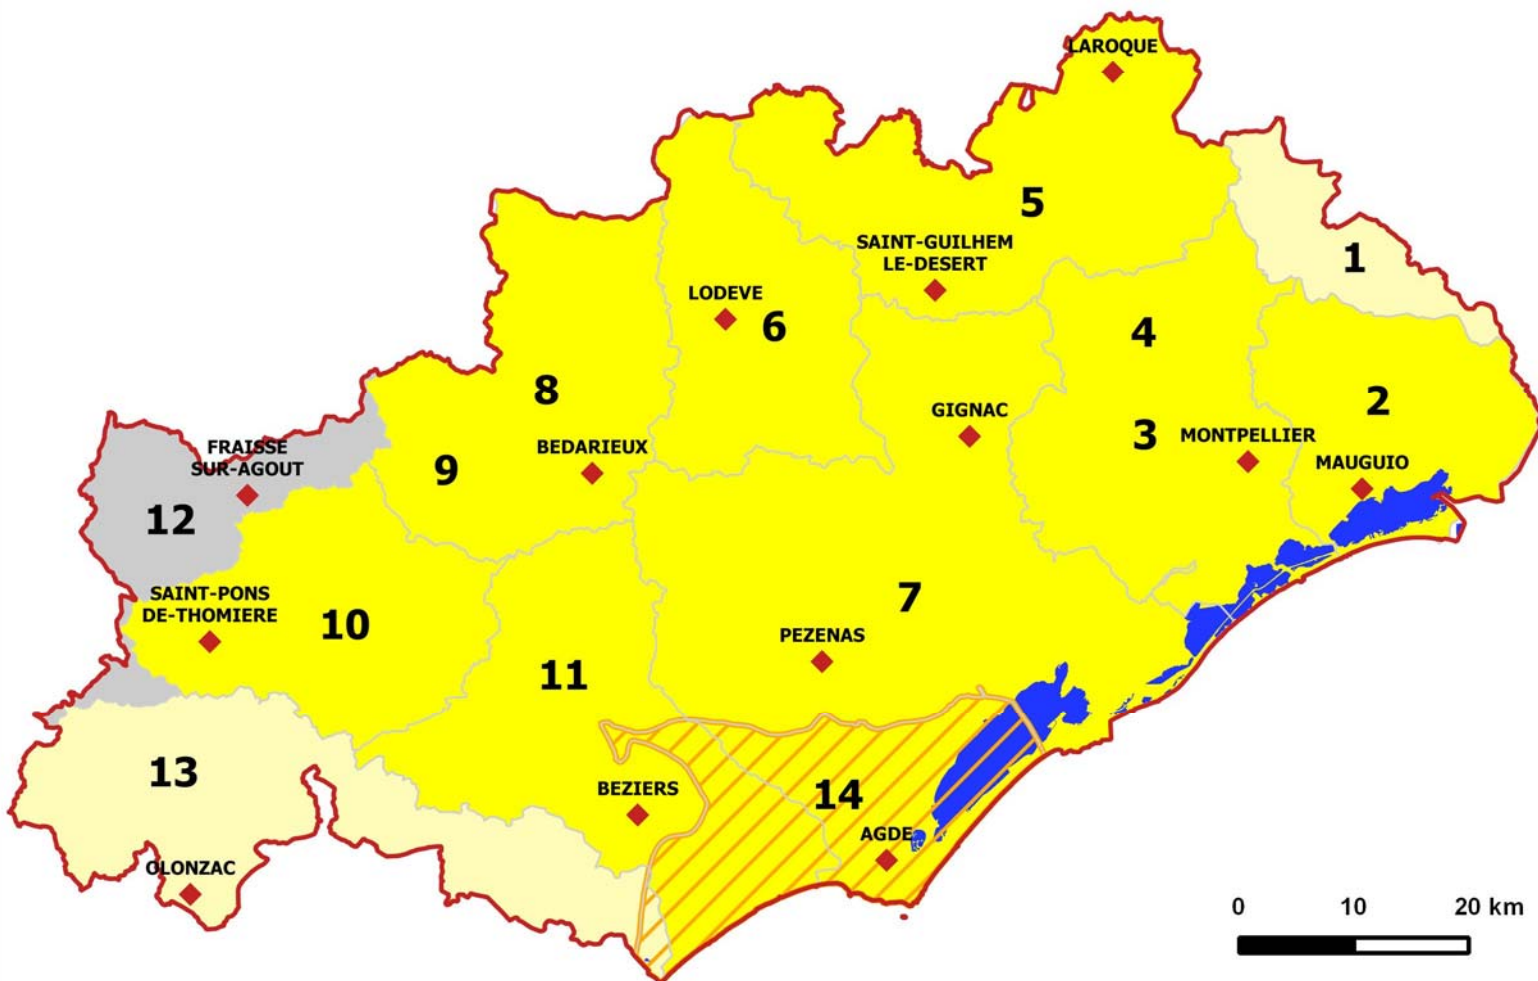 LAROQUE
5
SAINT-GUILHEM
LE-DESERT
1
LODEVE
6
4
8
2
GIGNAC
3
MONTPELLIER
FRAISSE
SUR-AGOUT
BEDARIEUX
9
MAUGUIO
12
SAINT-PONS
DE-THOMIERE
10
7
PEZENAS
11
13
BEZIERS
14
AGDE
OLONZAC
0 10 20 km